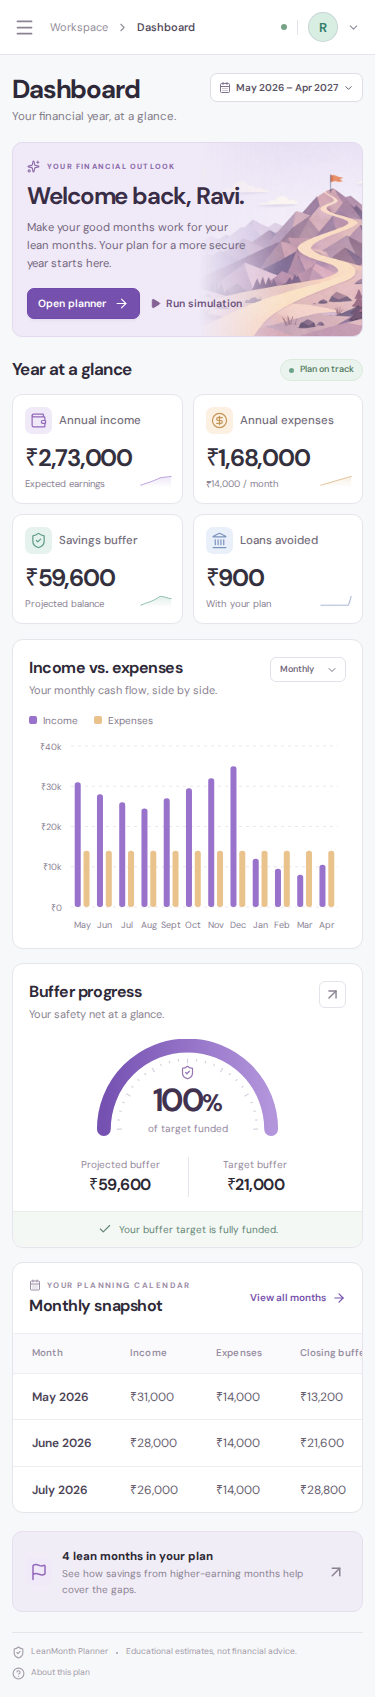 Workspace > Dashboard
R
Dashboard
May 2026 – Apr 2027
Your financial year, at a glance.
YOUR FINANCIAL OUTLOOK
Welcome back, Ravi.
Make your good months work for your
lean months. Your plan for a more secure
year starts here.
Open planner
Run simulation
Year at a glance
Plan on track
Annual income
₹2,73,000
Expected earnings
Annual expenses
₹1,68,000
₹14,000 / month
Savings buffer
₹59,600
Projected balance
Loans avoided
₹900
With your plan
Income vs. expenses
Monthly
Your monthly cash flow, side by side.
Income Expenses
₹40k
₹30k
₹20k
₹10k
₹0
May Jun Jul Aug Sept Oct Nov Dec Jan Feb Mar Apr
Buffer progress
Your safety net at a glance.
100%
of target funded
Projected buffer
₹59,600
Target buffer
₹21,000
Your buffer target is fully funded.
YOUR PLANNING CALENDAR
Monthly snapshot
View all months
Month Income Expenses Closing buffe
May 2026 ₹31,000 ₹14,000 ₹13,200
June 2026 ₹28,000 ₹14,000 ₹21,600
July 2026 ₹26,000 ₹14,000 ₹28,800
4 lean months in your plan
See how savings from higher-earning months help
cover the gaps.
LeanMonth Planner • Educational estimates, not financial advice.
About this plan